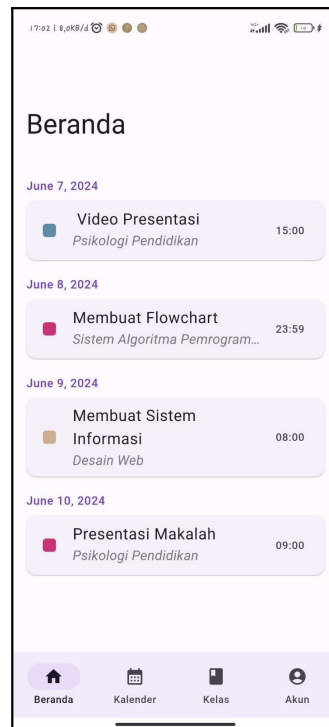 17:02 | 8,0KB/d
Beranda
June 7, 2024
Video Presentasi
Psikologi Pendidikan
15:00
June 8, 2024
Membuat Flowchart
Sistem Algoritma Pemrogram...
23:59
June 9, 2024
Membuat Sistem
Informasi
Desain Web
08:00
June 10, 2024
Presentasi Makalah
Psikologi Pendidikan
09:00
Beranda
Kalender
Kelas
Akun